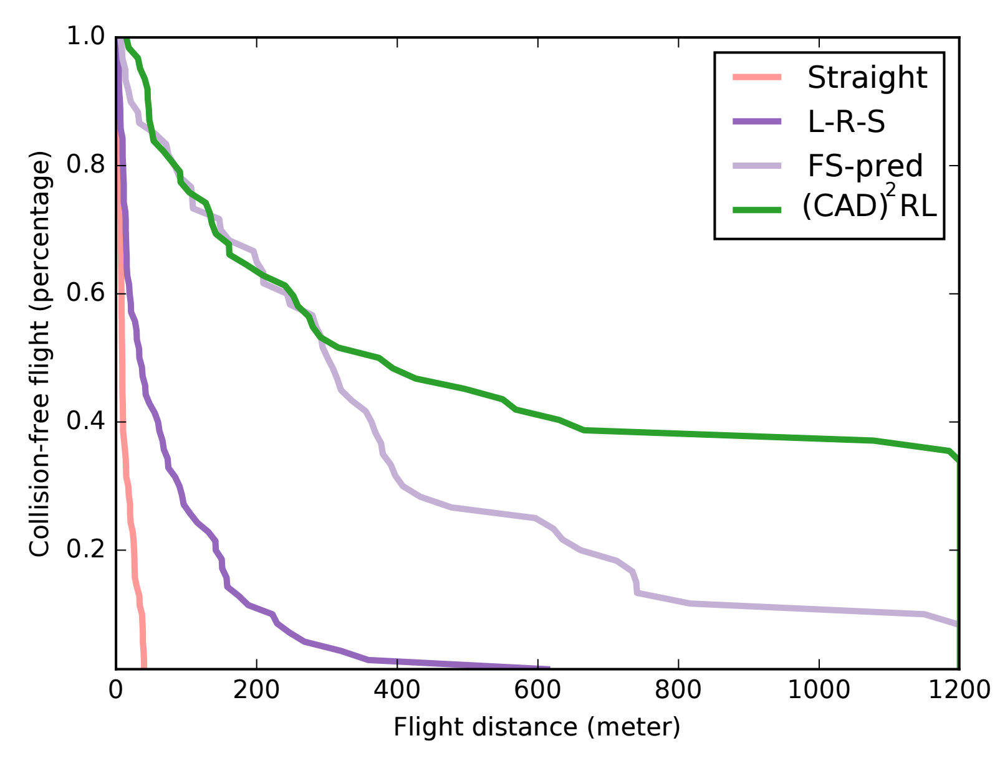 1.0
0.8
0.6
0.4
0.2
Collision-free flight (percentage)
Straight
L-R-S
FS-pred
(CAD)²RL
0 200 400 600 800 1000 1200
Flight distance (meter)